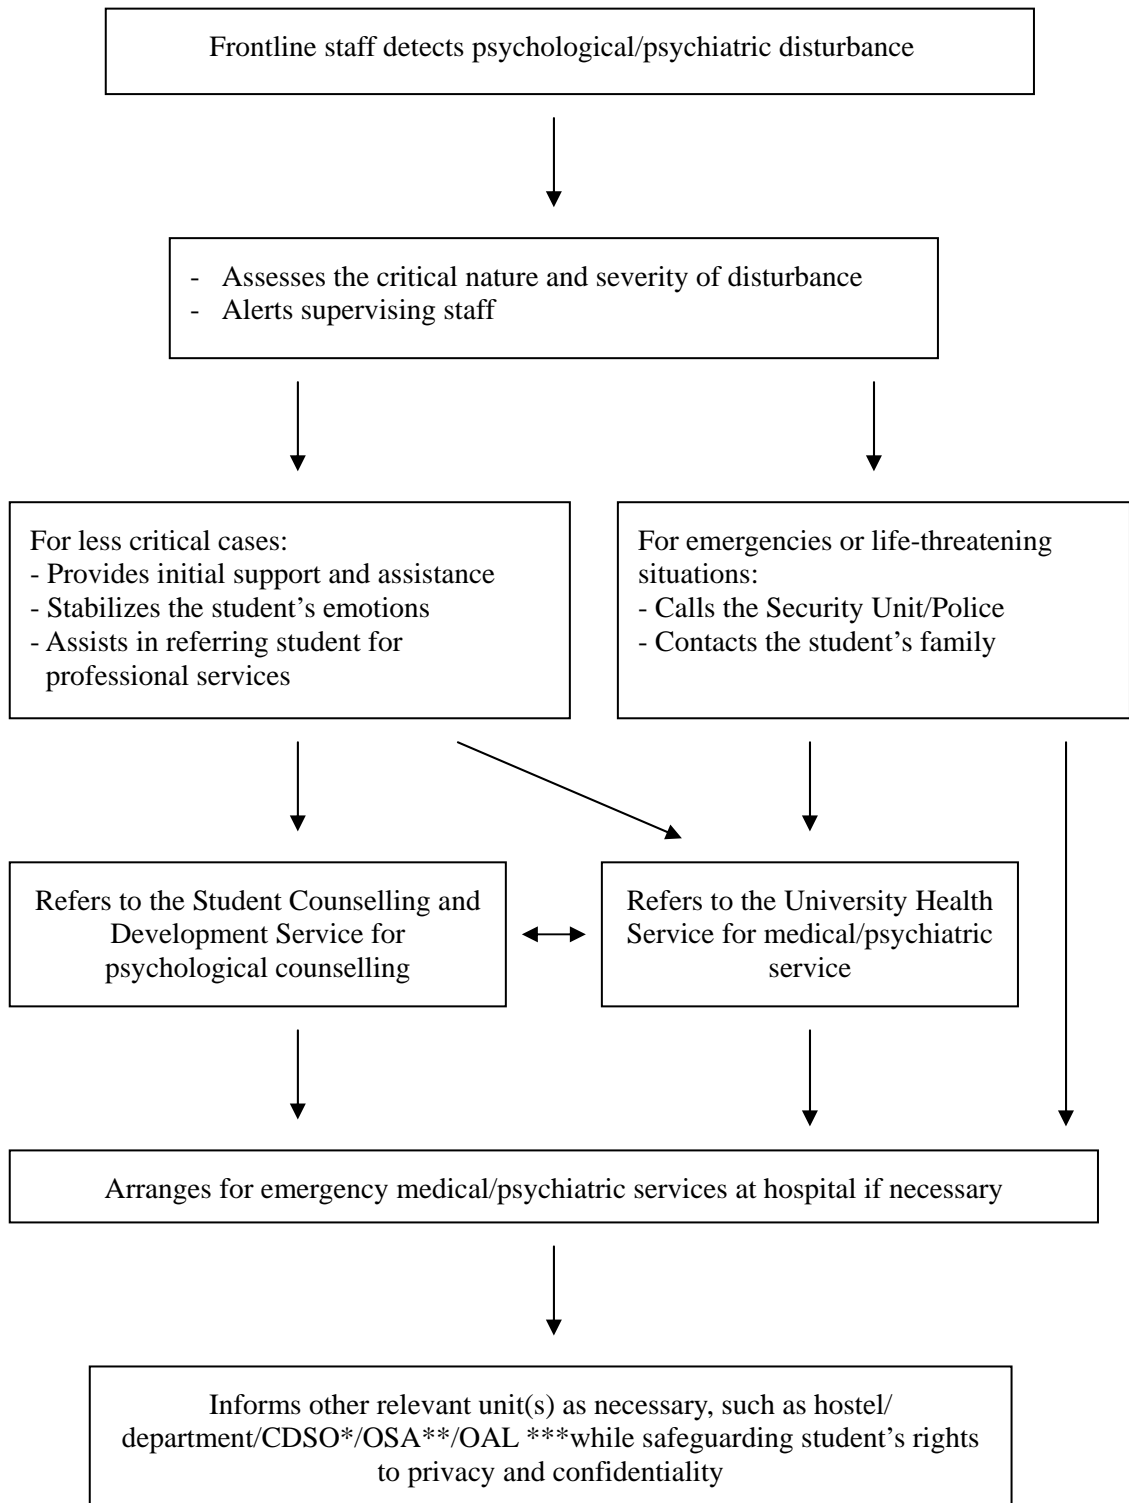 Frontline staff detects psychological/psychiatric disturbance
- Assesses the critical nature and severity of disturbance
- Alerts supervising staff
For less critical cases:
- Provides initial support and assistance
- Stabilizes the student’s emotions
- Assists in referring student for
professional services
For emergencies or life-threatening
situations:
- Calls the Security Unit/Police
- Contacts the student’s family
Refers to the Student Counselling and
Development Service for
psychological counselling
Refers to the University Health
Service for medical/psychiatric
service
Arranges for emergency medical/psychiatric services at hospital if necessary
Informs other relevant unit(s) as necessary, such as hostel/
department/CDSO*/OSA**/OAL ***while safeguarding student’s rights
to privacy and confidentiality